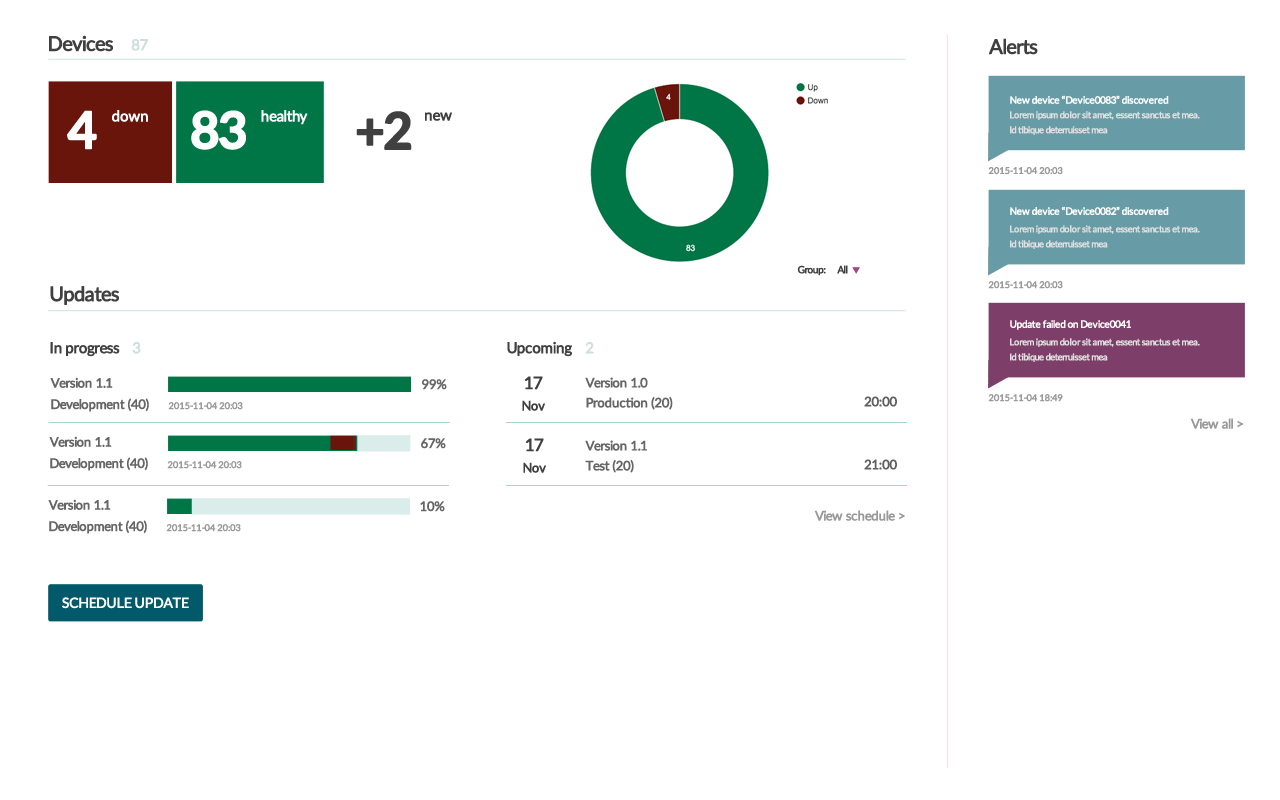 Devices 87
4 down
83 healthy
+2 new
4
83
Up
Down
Group: All
Updates
In progress 3
Version 1.1
Development (40)
2015-11-04 20:03
99%
Version 1.1
Development (40)
2015-11-04 20:03
67%
Version 1.1
Development (40)
2015-11-04 20:03
10%
SCHEDULE UPDATE
Upcoming 2
17
Nov
Version 1.0
Production (20)
20:00
17
Nov
Version 1.1
Test (20)
21:00
View schedule >
Alerts
New device "Device0083" discovered
Lorem ipsum dolor sit amet, essent sanctus et mea.
Id tibique deterruisset mea
2015-11-04 20:03
New device "Device0082" discovered
Lorem ipsum dolor sit amet, essent sanctus et mea.
Id tibique deterruisset mea
2015-11-04 20:03
Update failed on Device0041
Lorem ipsum dolor sit amet, essent sanctus et mea.
Id tibique deterruisset mea
2015-11-04 18:49
View all >